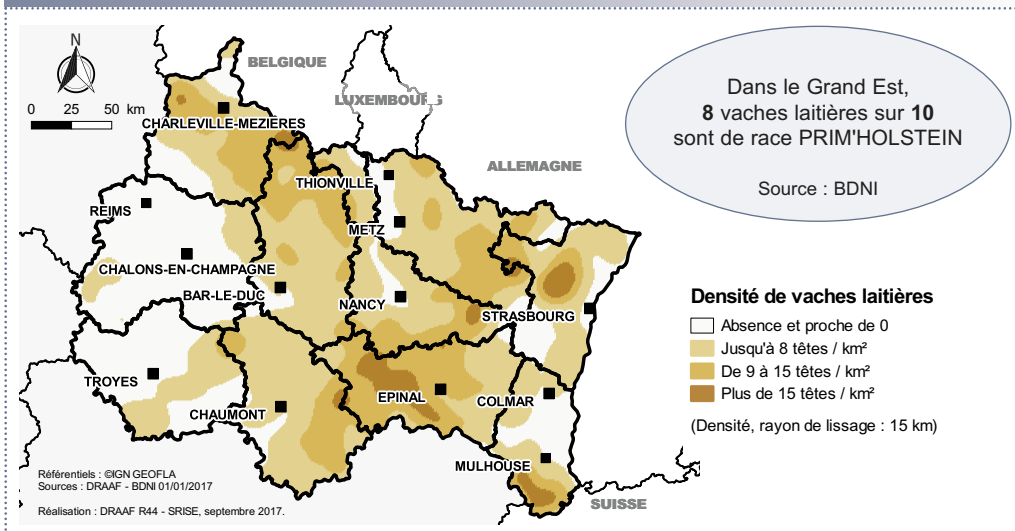 N
0 25 50 km
BELGIQUE
LUXEMBOURG
ALLEMAGNE
CHARLEVILLE-MEZIERES
THIONVILLE
REIMS
METZ
CHALONS-EN-CHAMPAGNE
BAR-LE-DUC
NANCY
STRASBOURG
TROYES
CHAUMONT
EPINAL
COLMAR
MULHOUSE
SUISSE
Référentiels : ©IGN GEOFLA
Sources : DRAAF - BDNI 01/01/2017
Réalisation : DRAAF R44 - SRISE, septembre 2017.
Dans le Grand Est,
8 vaches laitières sur 10
sont de race PRIM'HOLSTEIN
Source : BDNI
Densité de vaches laitières
Absence et proche de 0
Jusqu'à 8 têtes / km²
De 9 à 15 têtes / km²
Plus de 15 têtes / km²
(Densité, rayon de lissage : 15 km)